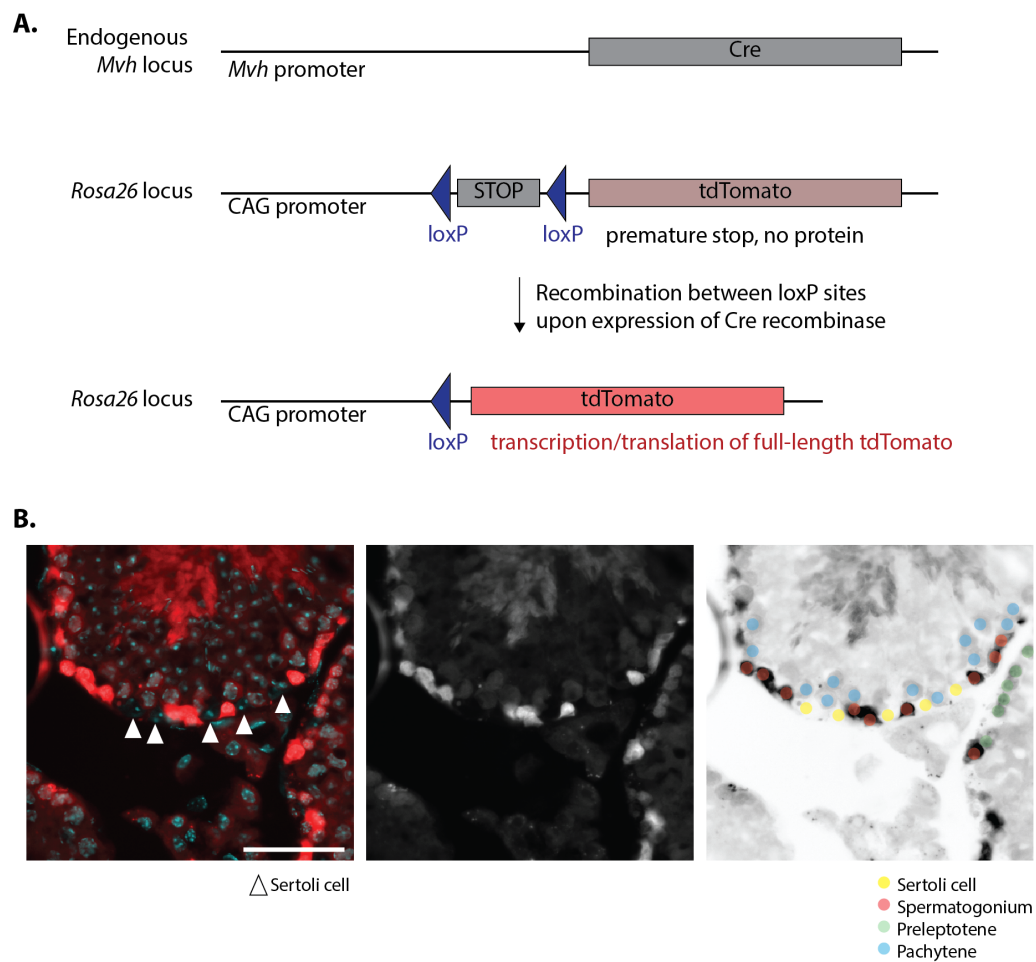 A.
Endogenous
Mvh locus
Mvh promoter
Cre
Rosa26 locus
CAG promoter
loxP
STOP
loxP
tdTomato
premature stop, no protein
Recombination between loxP sites
upon expression of Cre recombinase
Rosa26 locus
CAG promoter
loxP
tdTomato
transcription/translation of full-length tdTomato
B.
Sertoli cell
Sertoli cell
Spermatogonium
Preleptotene
Pachytene